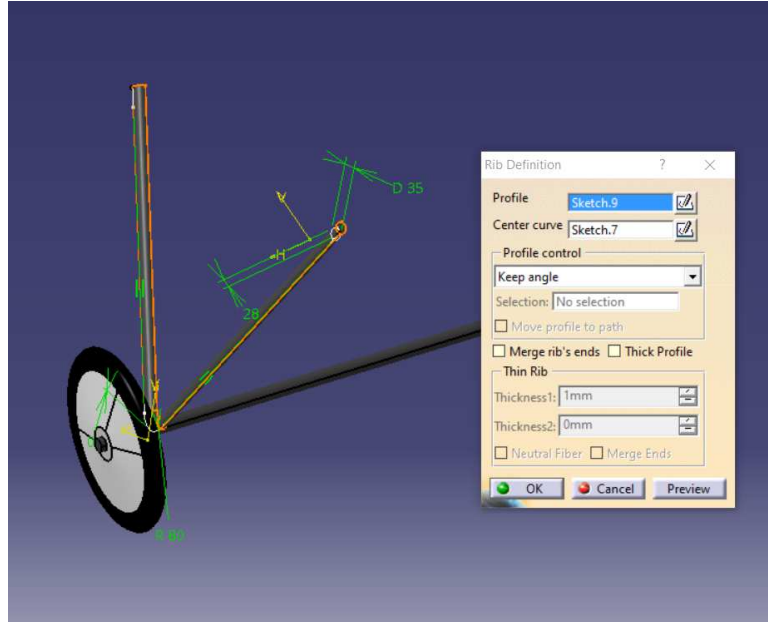 Rib Definition ? ×
Profile Sketch.9
Center curve Sketch.7
Profile control
Keep angle
Selection: No selection
Move profile to path
Merge rib's ends Thick Profile
Thin Rib
Thickness1: 1mm
Thickness2: 0mm
Neutral Fiber Merge Ends
OK Cancel Preview
D 35
H
28
R 80